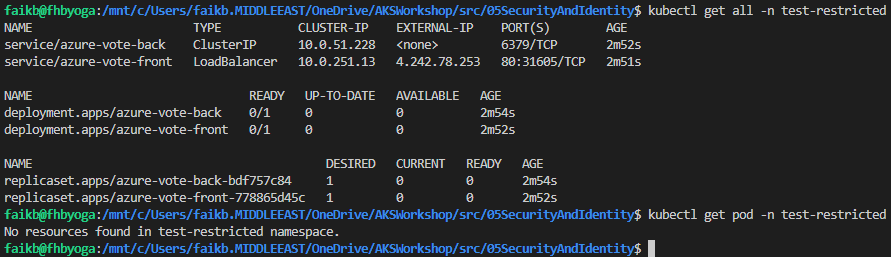 faikb@fhbyoga:/mnt/c/Users/faikb.MIDDLEEAST/OneDrive/AKSWorkshop/src/05SecurityAndIdentity$ kubectl get all -n test-restricted
NAME TYPE CLUSTER-IP EXTERNAL-IP PORT(S) AGE
service/azure-vote-back ClusterIP 10.0.51.228 <none> 6379/TCP 2m52s
service/azure-vote-front LoadBalancer 10.0.251.13 4.242.78.253 80:31605/TCP 2m51s
NAME READY UP-TO-DATE AVAILABLE AGE
deployment.apps/azure-vote-back 0/1 0 0 2m54s
deployment.apps/azure-vote-front 0/1 0 0 2m52s
NAME DESIRED CURRENT READY AGE
replicaset.apps/azure-vote-back-bdf757c84 1 0 0 2m54s
replicaset.apps/azure-vote-front-778865d45c 1 0 0 2m52s
faikb@fhbyoga:/mnt/c/Users/faikb.MIDDLEEAST/OneDrive/AKSWorkshop/src/05SecurityAndIdentity$ kubectl get pod -n test-restricted
No resources found in test-restricted namespace.
faikb@fhbyoga:/mnt/c/Users/faikb.MIDDLEEAST/OneDrive/AKSWorkshop/src/05SecurityAndIdentity$